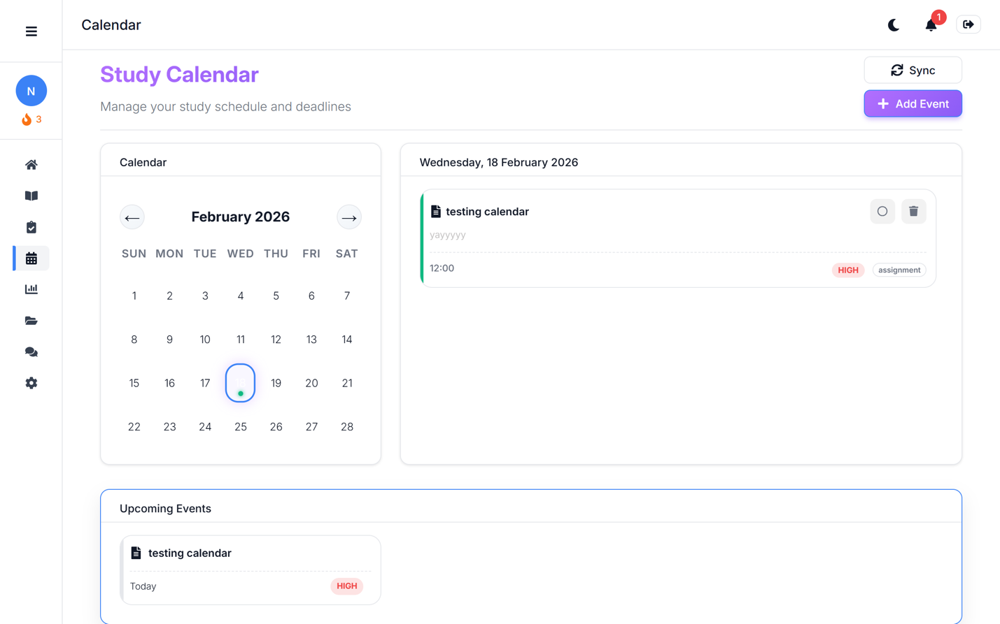 Calendar
1
N
3
Study Calendar
Manage your study schedule and deadlines
Sync
Add Event
Calendar
February 2026
SUN MON TUE WED THU FRI SAT
1 2 3 4 5 6 7
8 9 10 11 12 13 14
15 16 17 18 19 20 21
22 23 24 25 26 27 28
Wednesday, 18 February 2026
testing calendar
yayyyyy
12:00
HIGH assignment
Upcoming Events
testing calendar
Today HIGH